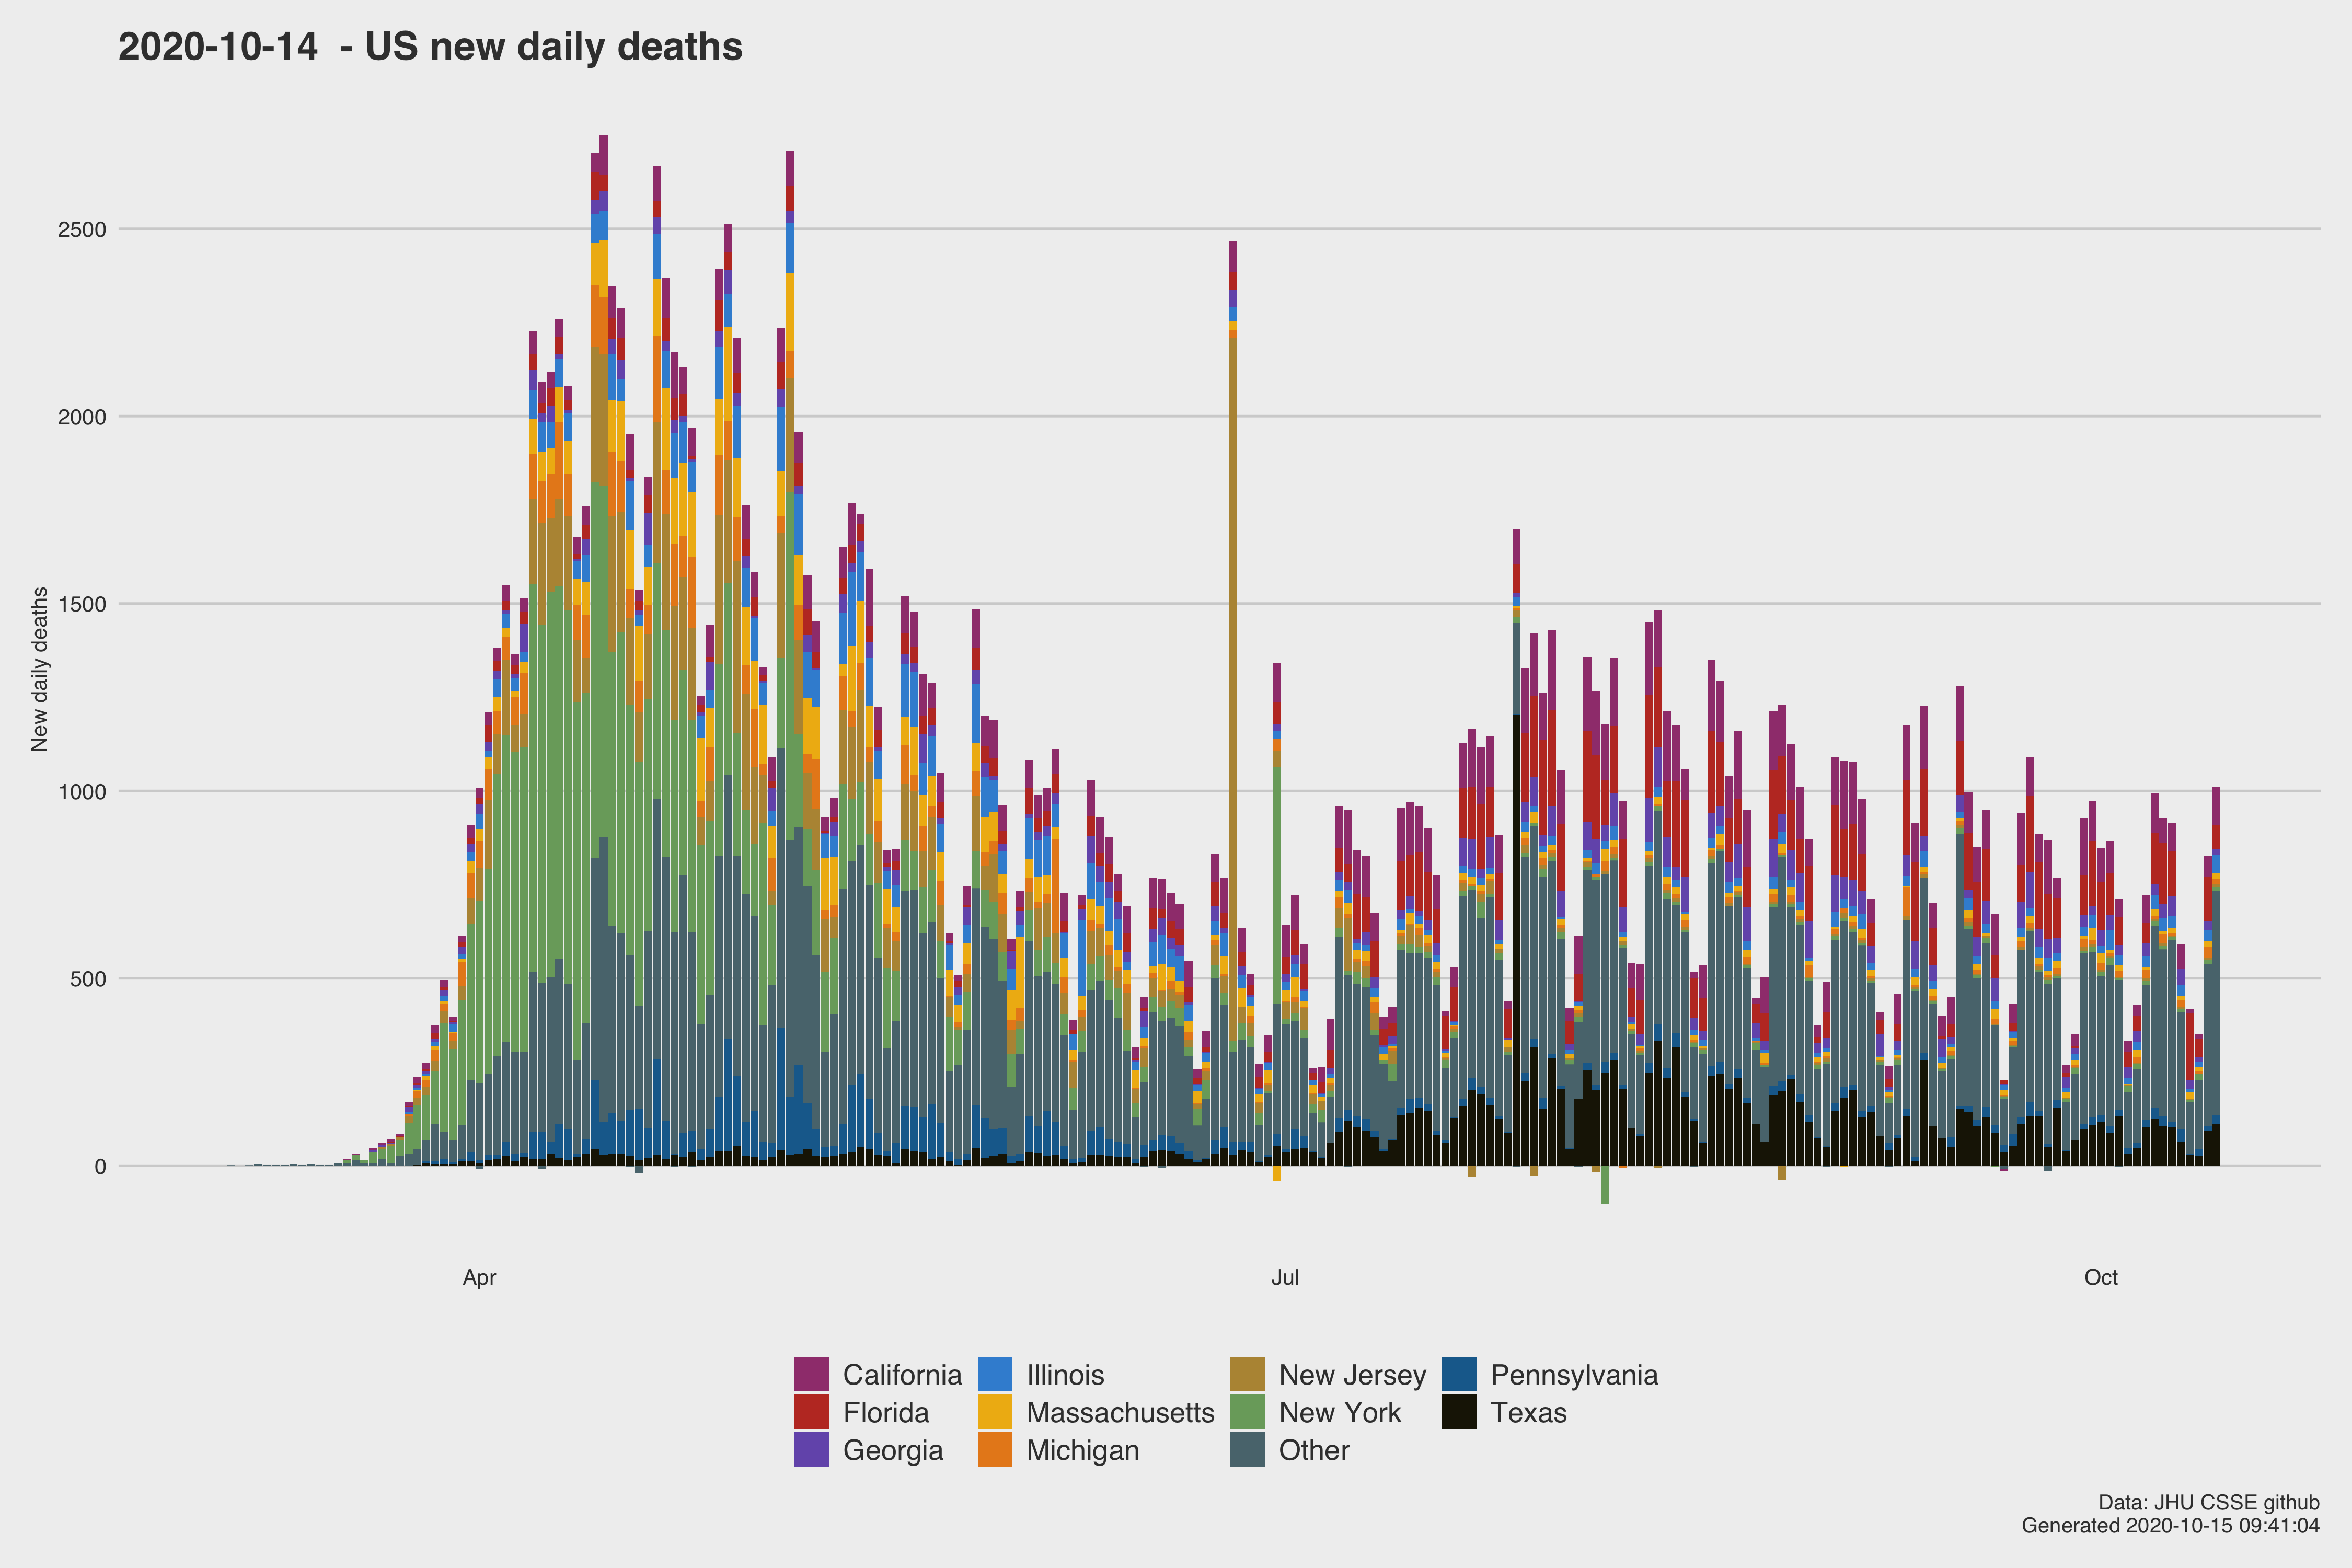 2020-10-14  - US new daily deaths
New daily deaths
2500
2000
1500
1000
500
0
Apr
Jul
Oct
California
Florida
Georgia
Illinois
Massachusetts
Michigan
New Jersey
New York
Other
Pennsylvania
Texas
Data: JHU CSSE github
Generated 2020-10-15 09:41:04